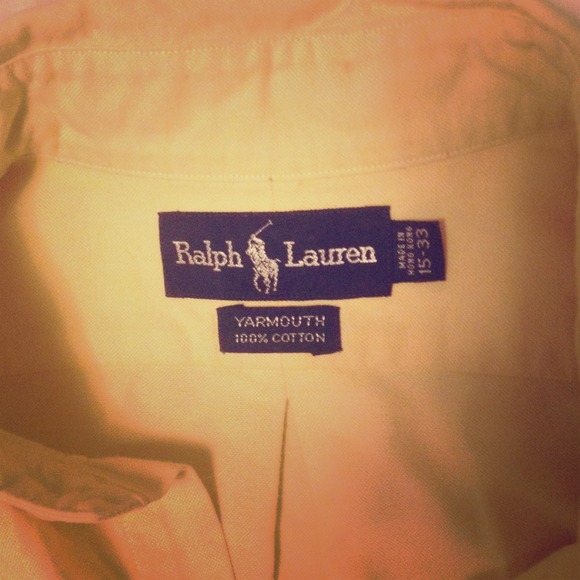 Ralph Lauren
MADE IN
HONG KONG
15-33
YARMOUTH
100% COTTON